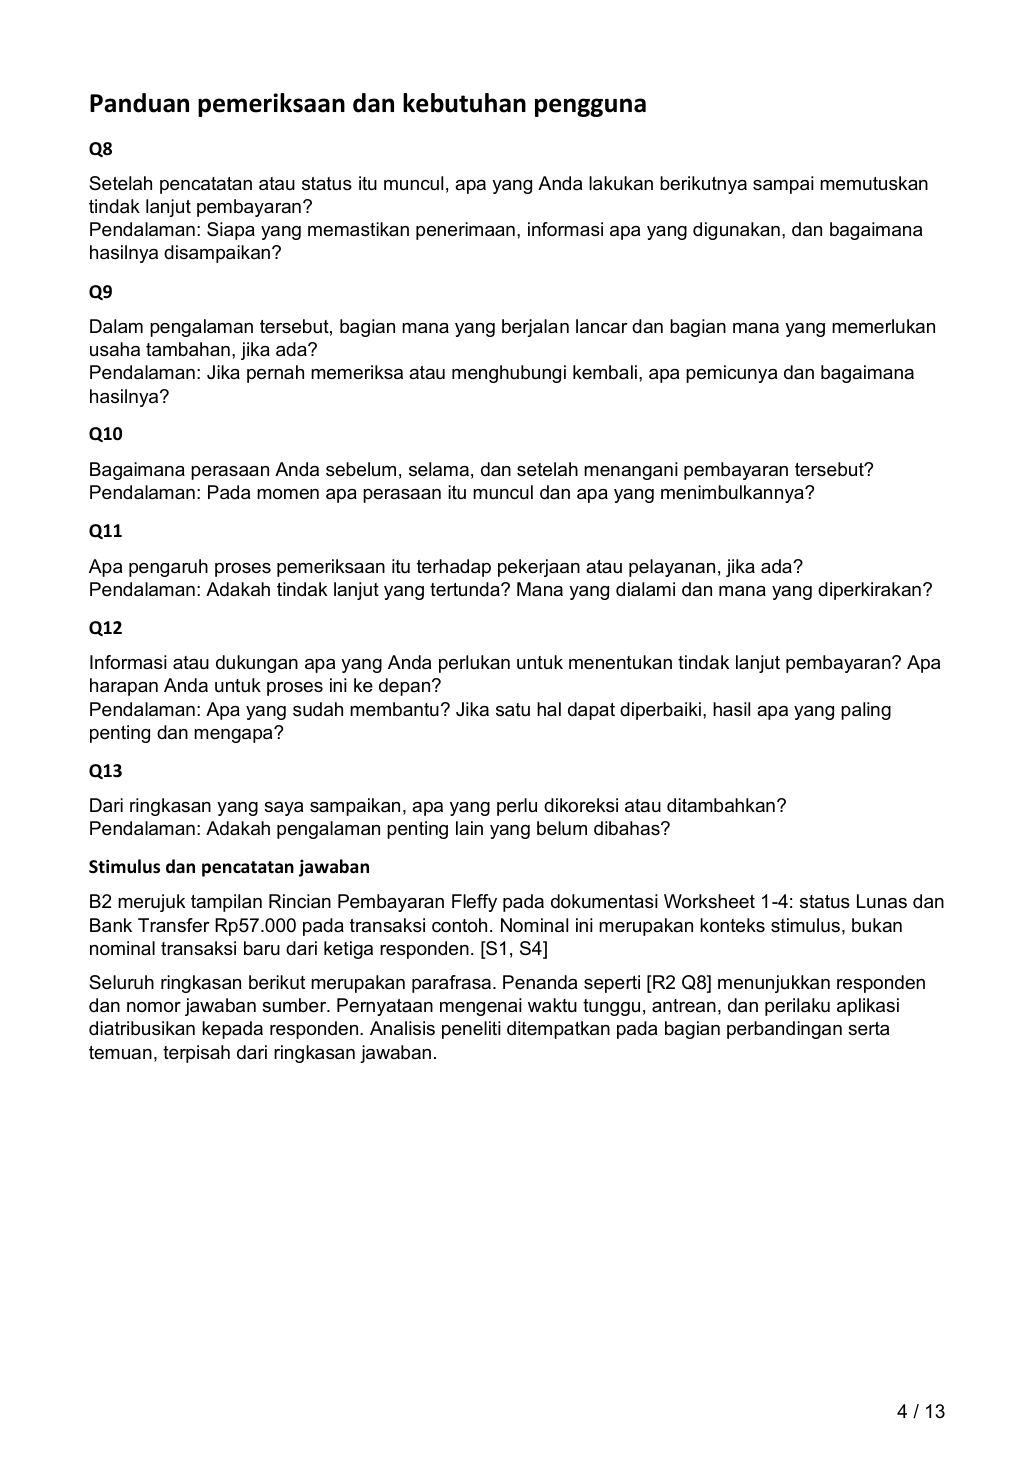 Panduan pemeriksaan dan kebutuhan pengguna
Q8
Setelah pencatatan atau status itu muncul, apa yang Anda lakukan berikutnya sampai memutuskan
tindak lanjut pembayaran?
Pendalaman: Siapa yang memastikan penerimaan, informasi apa yang digunakan, dan bagaimana
hasilnya disampaikan?
Q9
Dalam pengalaman tersebut, bagian mana yang berjalan lancar dan bagian mana yang memerlukan
usaha tambahan, jika ada?
Pendalaman: Jika pernah memeriksa atau menghubungi kembali, apa pemicunya dan bagaimana
hasilnya?
Q10
Bagaimana perasaan Anda sebelum, selama, dan setelah menangani pembayaran tersebut?
Pendalaman: Pada momen apa perasaan itu muncul dan apa yang menimbulkannya?
Q11
Apa pengaruh proses pemeriksaan itu terhadap pekerjaan atau pelayanan, jika ada?
Pendalaman: Adakah tindak lanjut yang tertunda? Mana yang dialami dan mana yang diperkirakan?
Q12
Informasi atau dukungan apa yang Anda perlukan untuk menentukan tindak lanjut pembayaran? Apa
harapan Anda untuk proses ini ke depan?
Pendalaman: Apa yang sudah membantu? Jika satu hal dapat diperbaiki, hasil apa yang paling
penting dan mengapa?
Q13
Dari ringkasan yang saya sampaikan, apa yang perlu dikoreksi atau ditambahkan?
Pendalaman: Adakah pengalaman penting lain yang belum dibahas?
Stimulus dan pencatatan jawaban
B2 merujuk tampilan Rincian Pembayaran Fleffy pada dokumentasi Worksheet 1-4: status Lunas dan
Bank Transfer Rp57.000 pada transaksi contoh. Nominal ini merupakan konteks stimulus, bukan
nominal transaksi baru dari ketiga responden. [S1, S4]
Seluruh ringkasan berikut merupakan parafrasa. Penanda seperti [R2 Q8] menunjukkan responden
dan nomor jawaban sumber. Pernyataan mengenai waktu tunggu, antrean, dan perilaku aplikasi
diatribusikan kepada responden. Analisis peneliti ditempatkan pada bagian perbandingan serta
temuan, terpisah dari ringkasan jawaban.
4 / 13